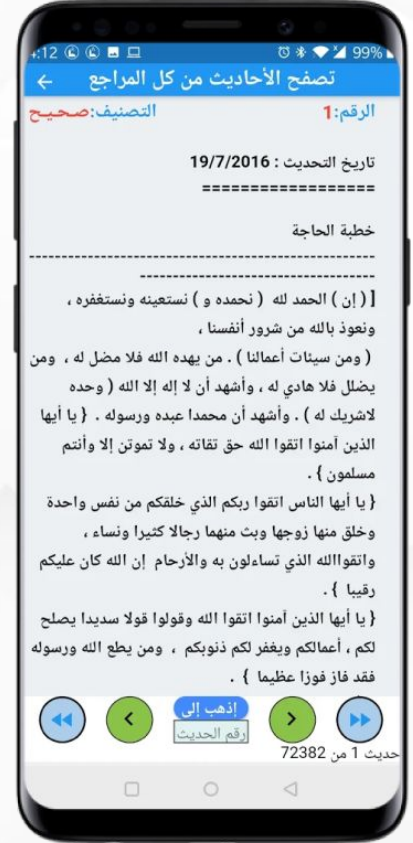 4:12 99%
تصفح الأحاديث من كل المراجع
الرقم:1 التصنيف:صحيح
تاريخ التحديث : 19/7/2016
==================
خطبة الحاجة
------------------------------------------------------
------------------------------------
[ ( إن ) الحمد لله ( نحمده و ) نستعينه ونستغفره ،
ونعوذ بالله من شرور أنفسنا ،
( ومن سيئات أعمالنا ) . من يهده الله فلا مضل له ، ومن
يضلل فلا هادي له ، وأشهد أن لا إله إلا الله ( وحده
لاشريك له ) . وأشهد أن محمدا عبده ورسوله . { يا أيها
الذين آمنوا اتقوا الله حق تقاته ، ولا تموتن إلا وأنتم
مسلمون } .
{ يا أيها الناس اتقوا ربكم الذي خلقكم من نفس واحدة
وخلق منها زوجها وبث منهما رجالا كثيرا ونساء ،
واتقواالله الذي تساءلون به والأرحام إن الله كان عليكم
رقيبا } .
{ يا أيها الذين آمنوا اتقوا الله وقولوا قولا سديدا يصلح
لكم ، أعمالكم ويغفر لكم ذنوبكم ، ومن يطع الله ورسوله
فقد فاز فوزا عظيما } .
إذهب إلى
رقم الحديث
حديث 1 من 72382